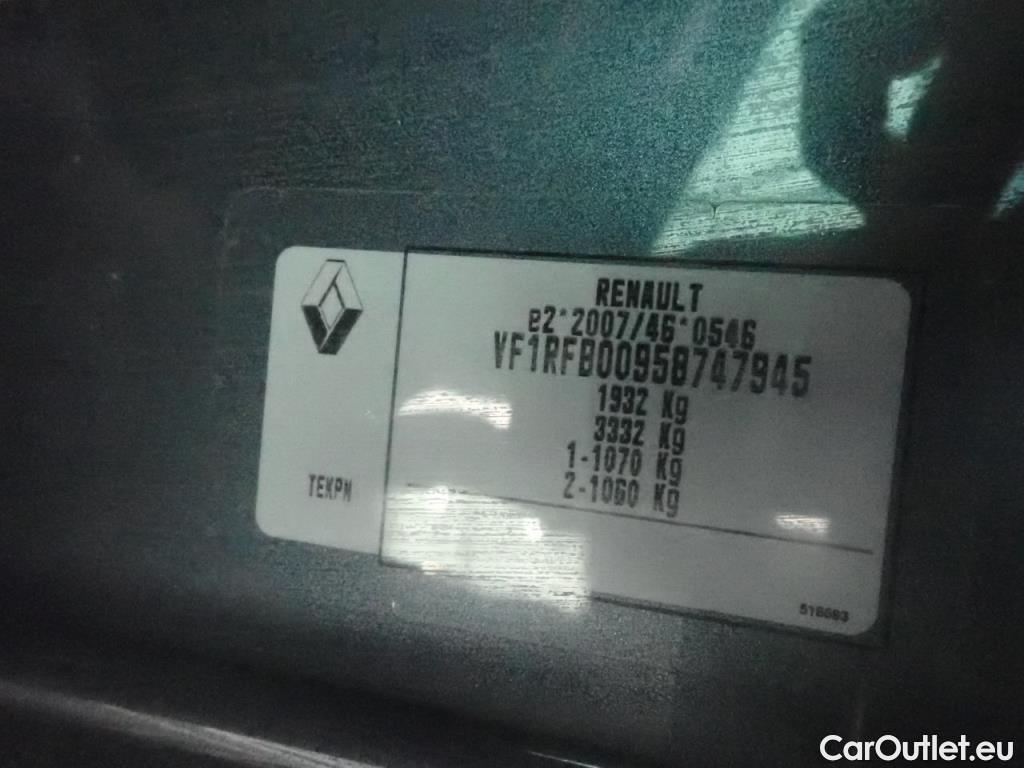 RENAULT
e2*2007/46*0546
VF1RFB00958747945
1932 Kg
3332 Kg
1-1070 Kg
2-1060 Kg
TEKPN
CarOutlet.eu